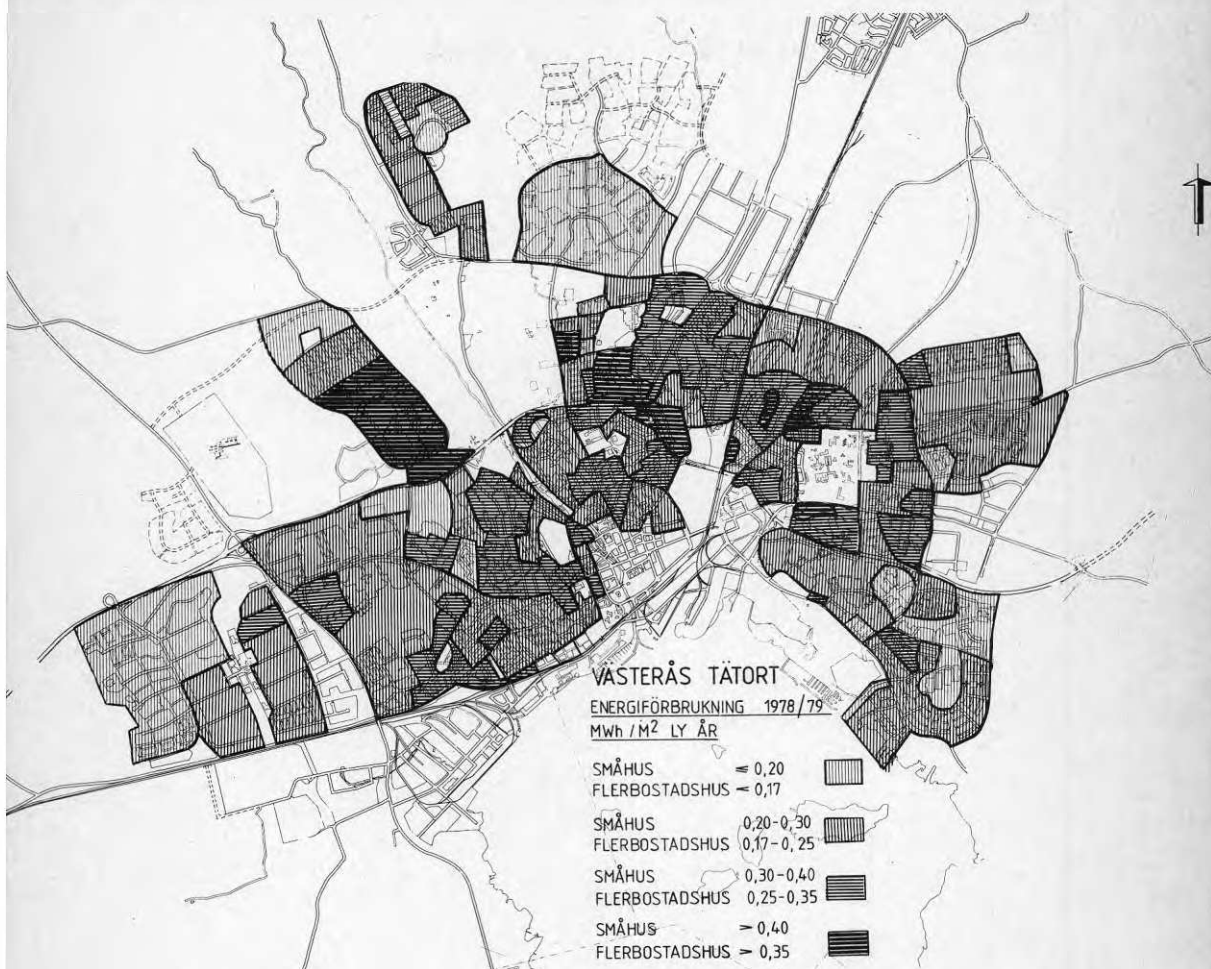 VÄSTERÅS TÄTORT
ENERGIFÖRBRUKNING 1978/79
MWh/M² LY ÅR
SMÅHUS ≤ 0,20
FLERBOSTADSHUS ≤ 0,17
SMÅHUS 0,20-0,30
FLERBOSTADSHUS 0,17-0,25
SMÅHUS 0,30-0,40
FLERBOSTADSHUS 0,25-0,35
SMÅHUS > 0,40
FLERBOSTADSHUS > 0,35